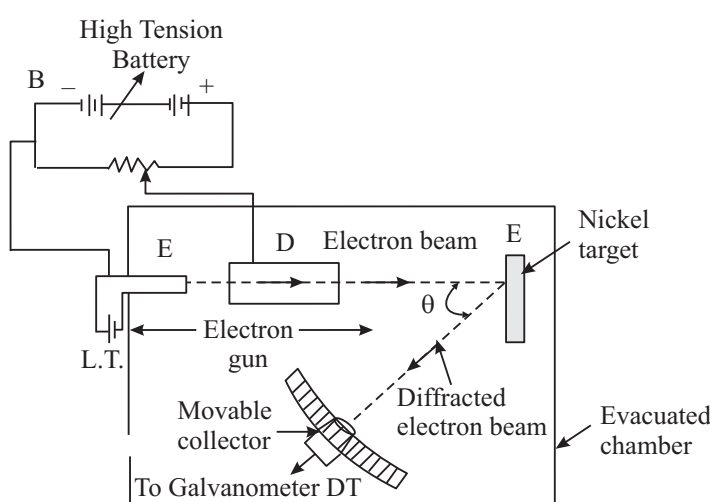 High Tension
Battery
B
−
+
E
D
Electron beam
E
Nickel
target
θ
Electron
gun
L.T.
Diffracted
electron beam
Movable
collector
Evacuated
chamber
To Galvanometer DT